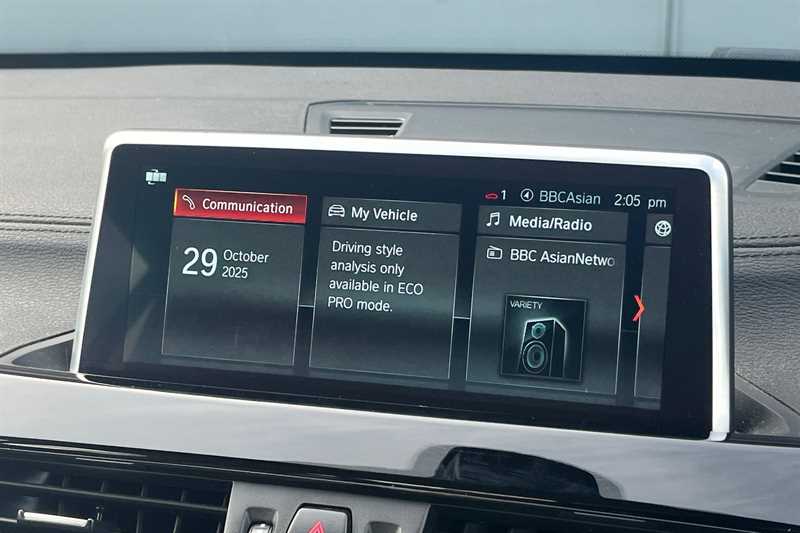 1 BBCAsian 2:05 pm
Communication
29 October
2025
My Vehicle
Driving style
analysis only
available in ECO
PRO mode.
Media/Radio
BBC AsianNetwo
VARIETY